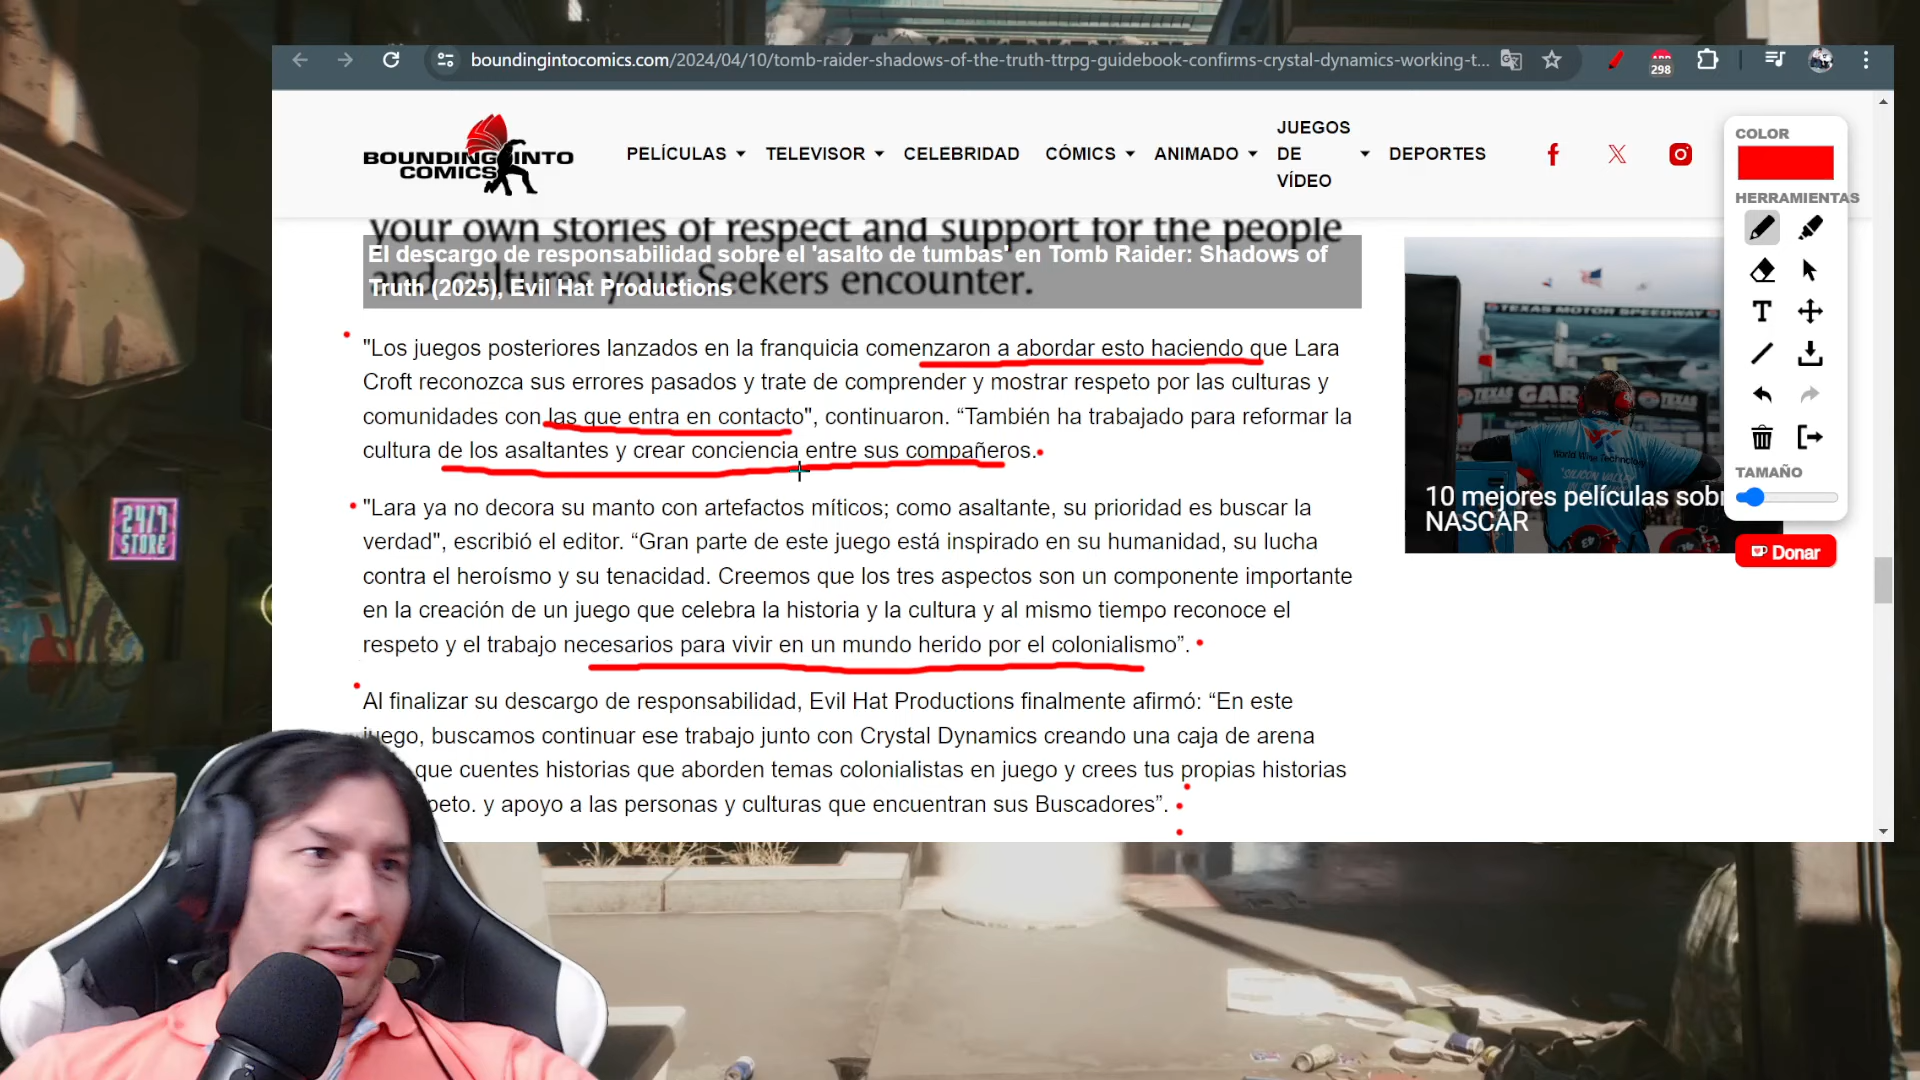 boundingintocomics.com/2024/04/10/tomb-raider-shadows-of-the-truth-ttrpg-guidebook-confirms-crystal-dynamics-working-t...
298
BOUNDING INTO
COMICS
PELÍCULAS
TELEVISOR
CELEBRIDAD
CÓMICS
ANIMADO
JUEGOS
DE
VÍDEO
DEPORTES
COLOR
HERRAMIENTAS
TAMAÑO
Donar
your own stories of respect and support for the people
and cultures your Seekers encounter.
El descargo de responsabilidad sobre el 'asalto de tumbas' en Tomb Raider: Shadows of
Truth (2025), Evil Hat Productions
"Los juegos posteriores lanzados en la franquicia comenzaron a abordar esto haciendo que Lara
Croft reconozca sus errores pasados y trate de comprender y mostrar respeto por las culturas y
comunidades con las que entra en contacto", continuaron. “También ha trabajado para reformar la
cultura de los asaltantes y crear conciencia entre sus compañeros.
"Lara ya no decora su manto con artefactos míticos; como asaltante, su prioridad es buscar la
verdad", escribió el editor. “Gran parte de este juego está inspirado en su humanidad, su lucha
contra el heroísmo y su tenacidad. Creemos que los tres aspectos son un componente importante
en la creación de un juego que celebra la historia y la cultura y al mismo tiempo reconoce el
respeto y el trabajo necesarios para vivir en un mundo herido por el colonialismo”.
Al finalizar su descargo de responsabilidad, Evil Hat Productions finalmente afirmó: “En este
juego, buscamos continuar ese trabajo junto con Crystal Dynamics creando una caja de arena
que cuentes historias que aborden temas colonialistas en juego y crees tus propias historias
peto. y apoyo a las personas y culturas que encuentran sus Buscadores”.
TEXAS MOTOR SPEEDWAY
TEXAS GAR
World Wide Technology
10 mejores películas sobr
NASCAR
24/7
STORE